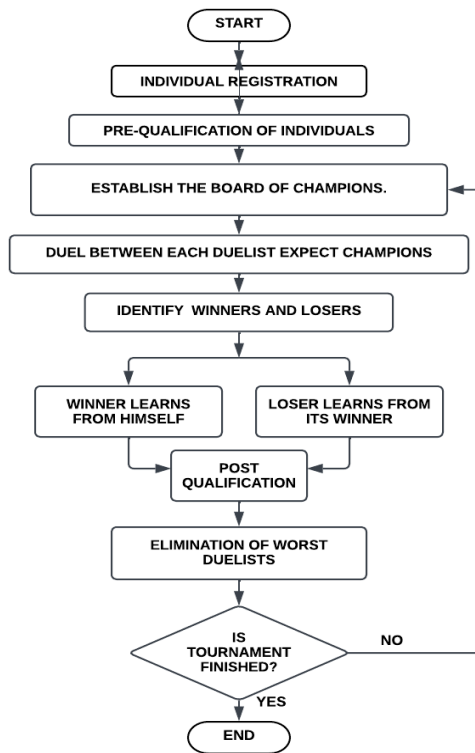 START
INDIVIDUAL REGISTRATION
PRE-QUALIFICATION OF INDIVIDUALS
ESTABLISH THE BOARD OF CHAMPIONS.
DUEL BETWEEN EACH DUELIST EXPECT CHAMPIONS
IDENTIFY WINNERS AND LOSERS
WINNER LEARNS
FROM HIMSELF
LOSER LEARNS FROM
ITS WINNER
POST
QUALIFICATION
ELIMINATION OF WORST
DUELISTS
IS
TOURNAMENT
FINISHED?
NO
YES
END